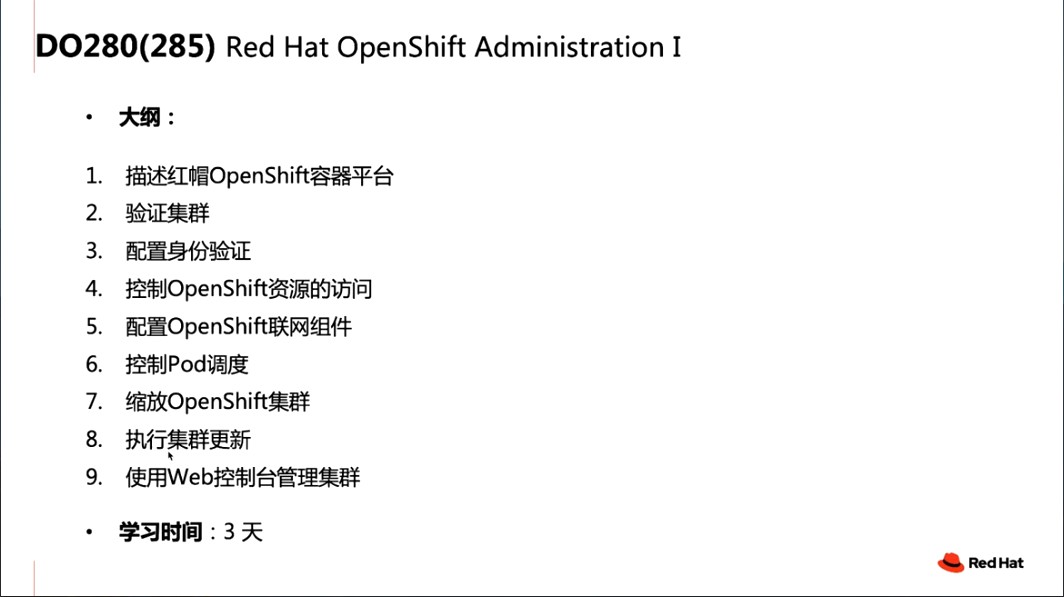 DO280(285) Red Hat OpenShift Administration I
• 大纲：
1. 描述红帽OpenShift容器平台
2. 验证集群
3. 配置身份验证
4. 控制OpenShift资源的访问
5. 配置OpenShift联网组件
6. 控制Pod调度
7. 缩放OpenShift集群
8. 执行集群更新
9. 使用Web控制台管理集群
• 学习时间：3 天
Red Hat